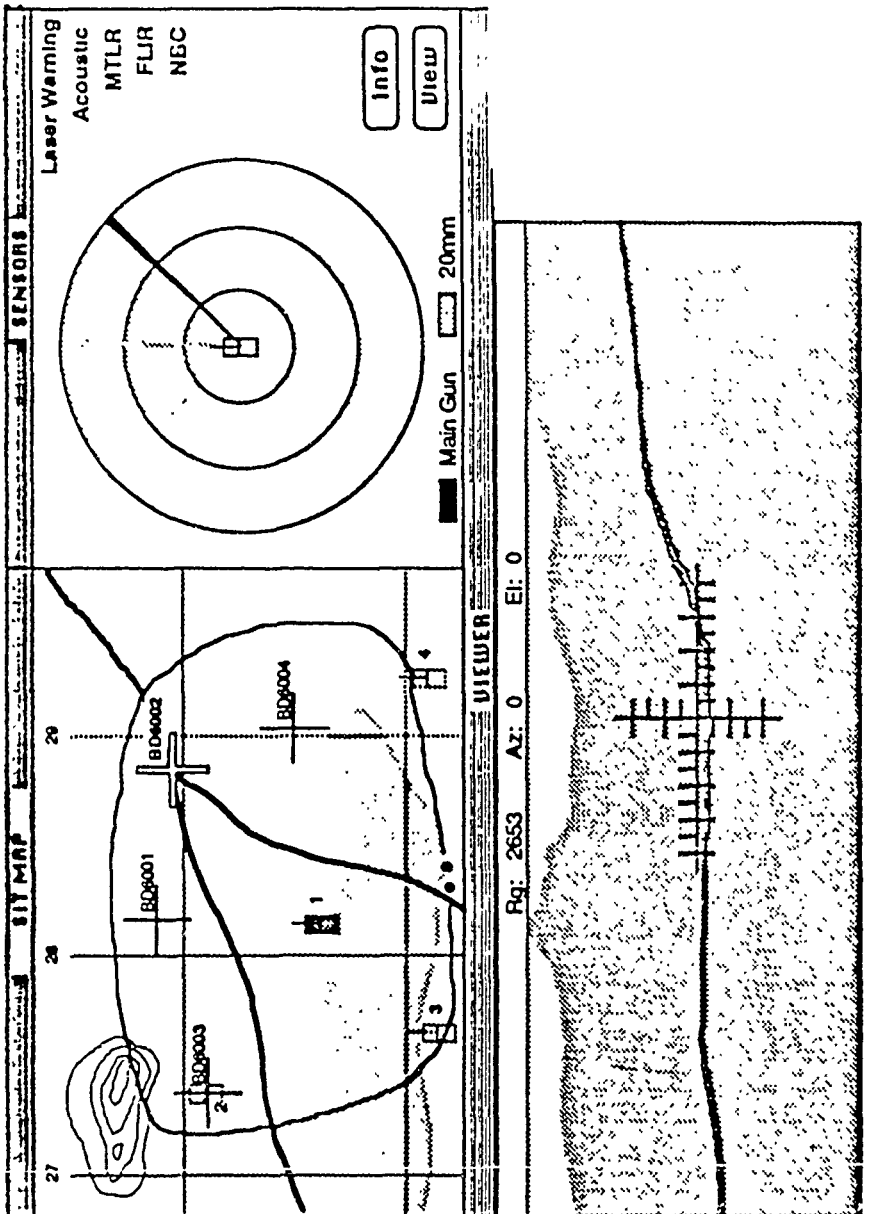 SIT MAP
27
28
29
BD6001
BD6002
BD6003
BD6004
1
2
3
4
SENSORS
Laser Warning
Acoustic
MTLR
FLIR
NBC
Info
View
Main Gun
20mm
VIEWER
Rg: 2653 Az: 0 El: 0